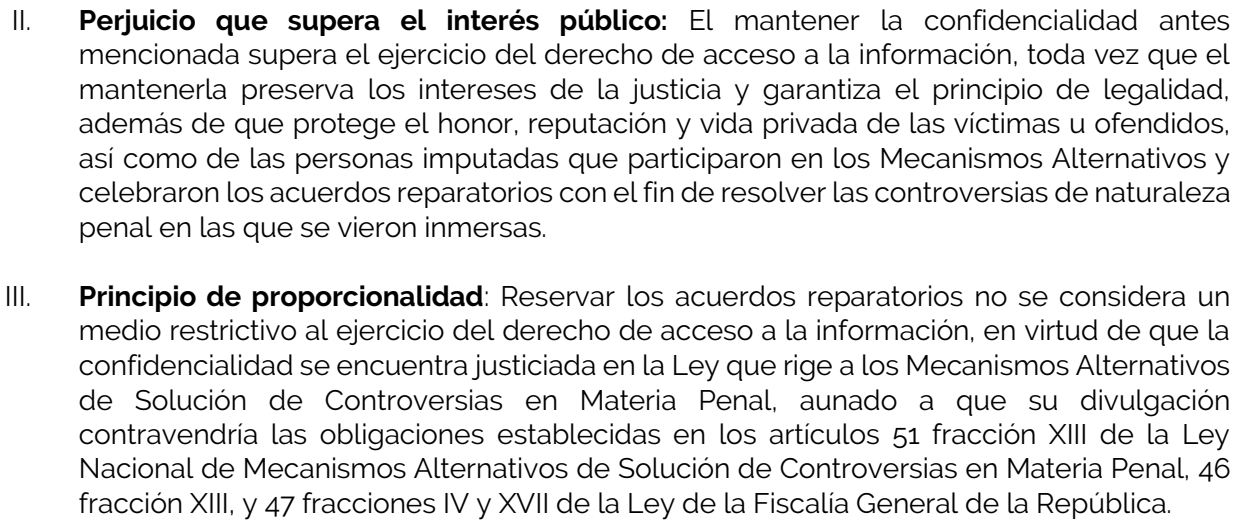 II. Perjuicio que supera el interés público: El mantener la confidencialidad antes
mencionada supera el ejercicio del derecho de acceso a la información, toda vez que el
mantenerla preserva los intereses de la justicia y garantiza el principio de legalidad,
además de que protege el honor, reputación y vida privada de las víctimas u ofendidos,
así como de las personas imputadas que participaron en los Mecanismos Alternativos y
celebraron los acuerdos reparatorios con el fin de resolver las controversias de naturaleza
penal en las que se vieron inmersas.
III. Principio de proporcionalidad: Reservar los acuerdos reparatorios no se considera un
medio restrictivo al ejercicio del derecho de acceso a la información, en virtud de que la
confidencialidad se encuentra justiciada en la Ley que rige a los Mecanismos Alternativos
de Solución de Controversias en Materia Penal, aunado a que su divulgación
contravendría las obligaciones establecidas en los artículos 51 fracción XIII de la Ley
Nacional de Mecanismos Alternativos de Solución de Controversias en Materia Penal, 46
fracción XIII, y 47 fracciones IV y XVII de la Ley de la Fiscalía General de la República.